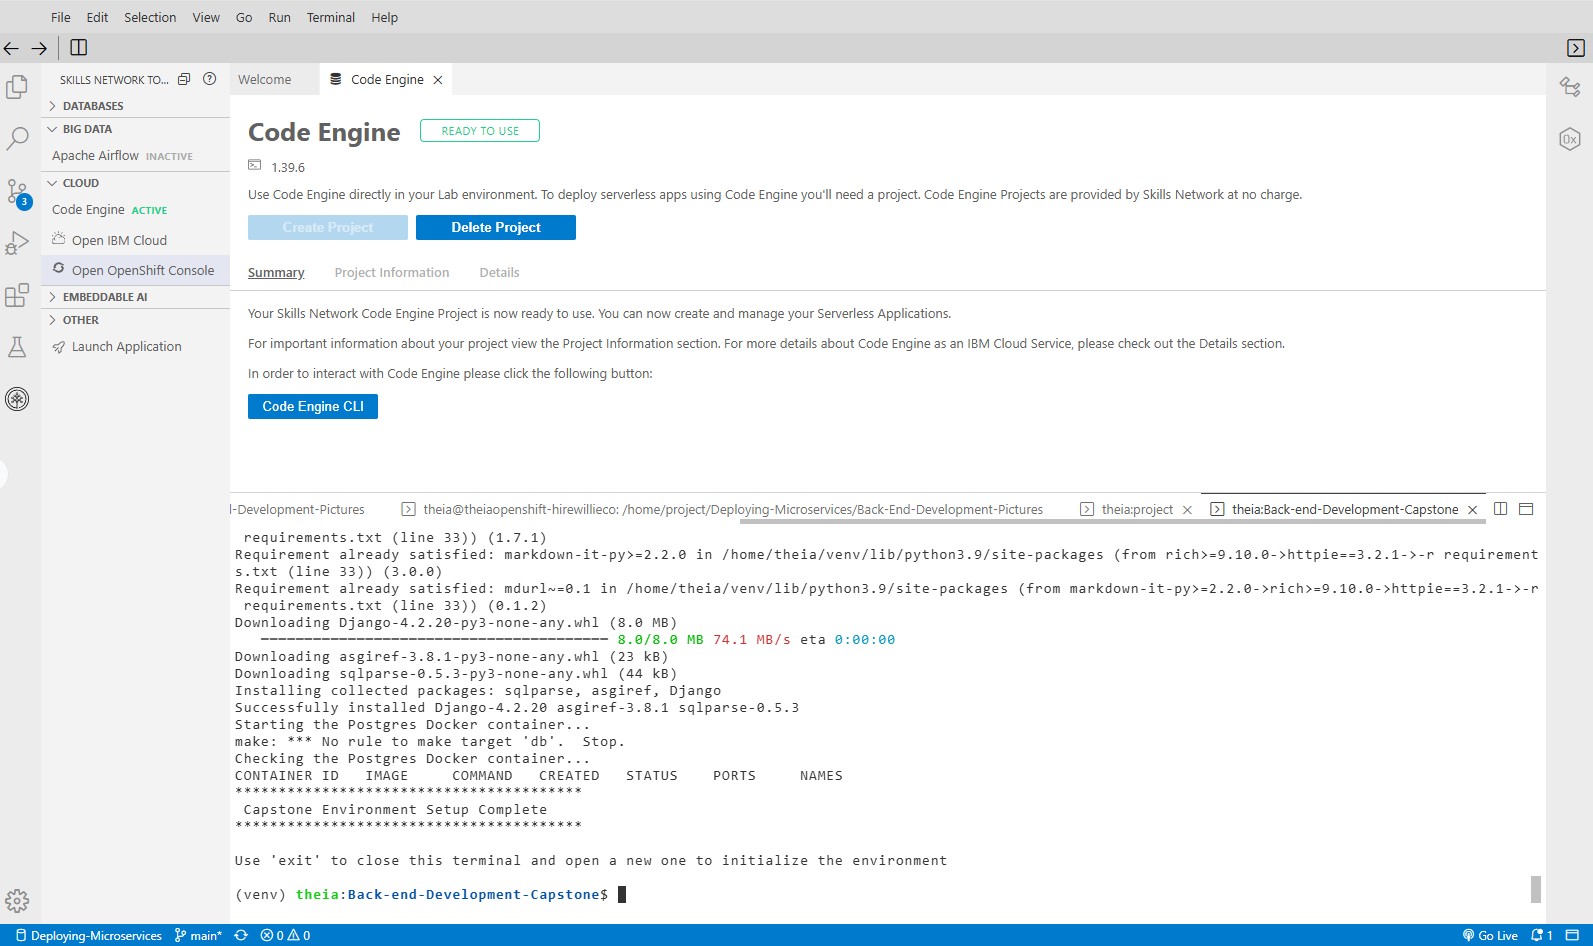 File Edit Selection View Go Run Terminal Help
SKILLS NETWORK TO...
Welcome
Code Engine
DATABASES
BIG DATA
Apache Airflow INACTIVE
CLOUD
Code Engine ACTIVE
3
Open IBM Cloud
Open OpenShift Console
EMBEDDABLE AI
OTHER
Launch Application
Code Engine
READY TO USE
1.39.6
Use Code Engine directly in your Lab environment. To deploy serverless apps using Code Engine you'll need a project. Code Engine Projects are provided by Skills Network at no charge.
Create Project
Delete Project
Summary
Project Information
Details
Your Skills Network Code Engine Project is now ready to use. You can now create and manage your Serverless Applications.
For important information about your project view the Project Information section. For more details about Code Engine as an IBM Cloud Service, please check out the Details section.
In order to interact with Code Engine please click the following button:
Code Engine CLI
0x
l-Development-Pictures
theia@theiaopenshift-hirewillieco: /home/project/Deploying-Microservices/Back-End-Development-Pictures
theia:project
theia:Back-end-Development-Capstone
requirements.txt (line 33)) (1.7.1)
Requirement already satisfied: markdown-it-py>=2.2.0 in /home/theia/venv/lib/python3.9/site-packages (from rich>=9.10.0->httpie==3.2.1->-r requirement
s.txt (line 33)) (3.0.0)
Requirement already satisfied: mdurl~=0.1 in /home/theia/venv/lib/python3.9/site-packages (from markdown-it-py>=2.2.0->rich>=9.10.0->httpie==3.2.1->-r
requirements.txt (line 33)) (0.1.2)
Downloading Django-4.2.20-py3-none-any.whl (8.0 MB)
━━━━━━━━━━━━━━━━━━━━━━━━━━━━━━━━━━━━━━━━ 8.0/8.0 MB 74.1 MB/s eta 0:00:00
Downloading asgiref-3.8.1-py3-none-any.whl (23 kB)
Downloading sqlparse-0.5.3-py3-none-any.whl (44 kB)
Installing collected packages: sqlparse, asgiref, Django
Successfully installed Django-4.2.20 asgiref-3.8.1 sqlparse-0.5.3
Starting the Postgres Docker container...
make: *** No rule to make target 'db'.  Stop.
Checking the Postgres Docker container...
CONTAINER ID   IMAGE     COMMAND   CREATED   STATUS    PORTS     NAMES
****************************************
Capstone Environment Setup Complete
****************************************
Use 'exit' to close this terminal and open a new one to initialize the environment
(venv) theia:Back-end-Development-Capstone$
Deploying-Microservices main* 0 0 Go Live 1